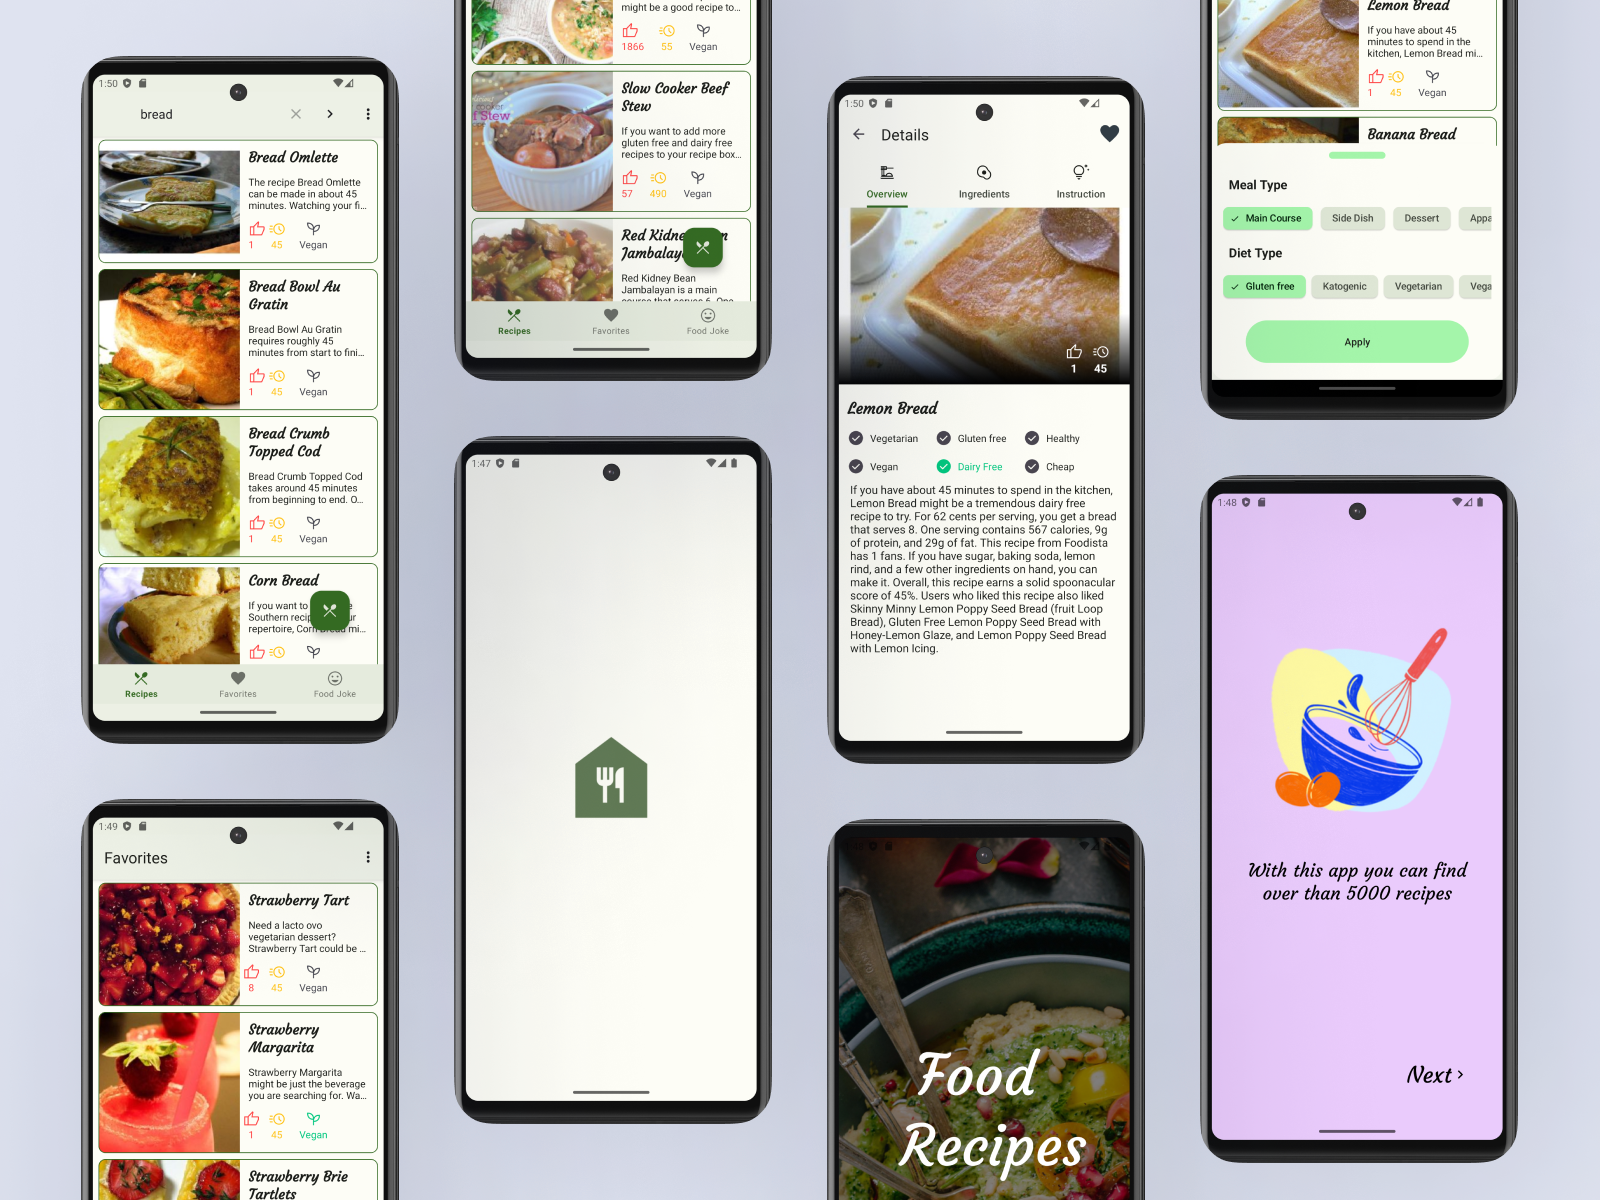 1:50
bread
Bread Omlette
The recipe Bread Omlette
can be made in about 45
minutes. Watching your fi...
1
45
Vegan
Bread Bowl Au
Gratin
Bread Bowl Au Gratin
requires roughly 45
minutes from start to fini...
1
45
Vegan
Bread Crumb
Topped Cod
Bread Crumb Topped Cod
takes around 45 minutes
from beginning to end. O...
1
45
Vegan
Corn Bread
If you want to
Southern
repertoire, Corn Bread mi...
Recipes
Favorites
Food Joke
1:49
Favorites
Strawberry Tart
Need a lacto ovo
vegetarian dessert?
Strawberry Tart could be ...
8
45
Vegan
Strawberry
Margarita
Strawberry Margarita
might be just the beverage
you are searching for. Wa...
1
45
Vegan
Strawberry Brie
Tartlets
might be a good recipe to...
1866
55
Vegan
Slow Cooker Beef
Stew
If you want to add more
gluten free and dairy free
recipes to your recipe box...
57
490
Vegan
Red Kidney
Jambalaya
Red Kidney Bean
Jambalayan is a main
course that serves 6. One
Recipes
Favorites
Food Joke
1:47
1:50
Details
Overview
Ingredients
Instruction
1
45
Lemon Bread
Vegetarian
Gluten free
Healthy
Vegan
Dairy Free
Cheap
If you have about 45 minutes to spend in the kitchen,
Lemon Bread might be a tremendous dairy free
recipe to try. For 62 cents per serving, you get a bread
that serves 8. One serving contains 567 calories, 9g
of protein, and 29g of fat. This recipe from Foodista
has 1 fans. If you have sugar, baking soda, lemon
rind, and a few other ingredients on hand, you can
make it. Overall, this recipe earns a solid spoonacular
score of 45%. Users who liked this recipe also liked
Skinny Minny Lemon Poppy Seed Bread (fruit Loop
Bread), Gluten Free Lemon Poppy Seed Bread with
Honey-Lemon Glaze, and Lemon Poppy Seed Bread
with Lemon Icing.
Food
Recipes
Lemon Bread
If you have about 45
minutes to spend in the
kitchen, Lemon Bread mi...
1
45
Vegan
Banana Bread
Meal Type
Main Course
Side Dish
Dessert
Appa
Diet Type
Gluten free
Katogenic
Vegetarian
Vega
Apply
1:48
With this app you can find
over than 5000 recipes
Next